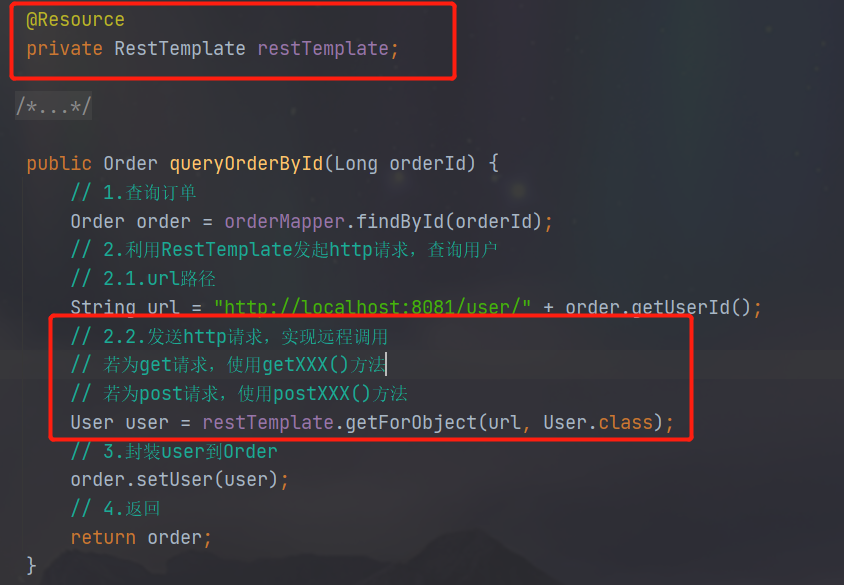 @Resource
private RestTemplate restTemplate;
/*...*/
public Order queryOrderById(Long orderId) {
// 1.查询订单
Order order = orderMapper.findById(orderId);
// 2.利用RestTemplate发起http请求，查询用户
// 2.1.url路径
String url = "http://localhost:8081/user/" + order.getUserId();
// 2.2.发送http请求，实现远程调用
// 若为get请求，使用getXXX()方法
// 若为post请求，使用postXXX()方法
User user = restTemplate.getForObject(url, User.class);
// 3.封装user到Order
order.setUser(user);
// 4.返回
return order;
}